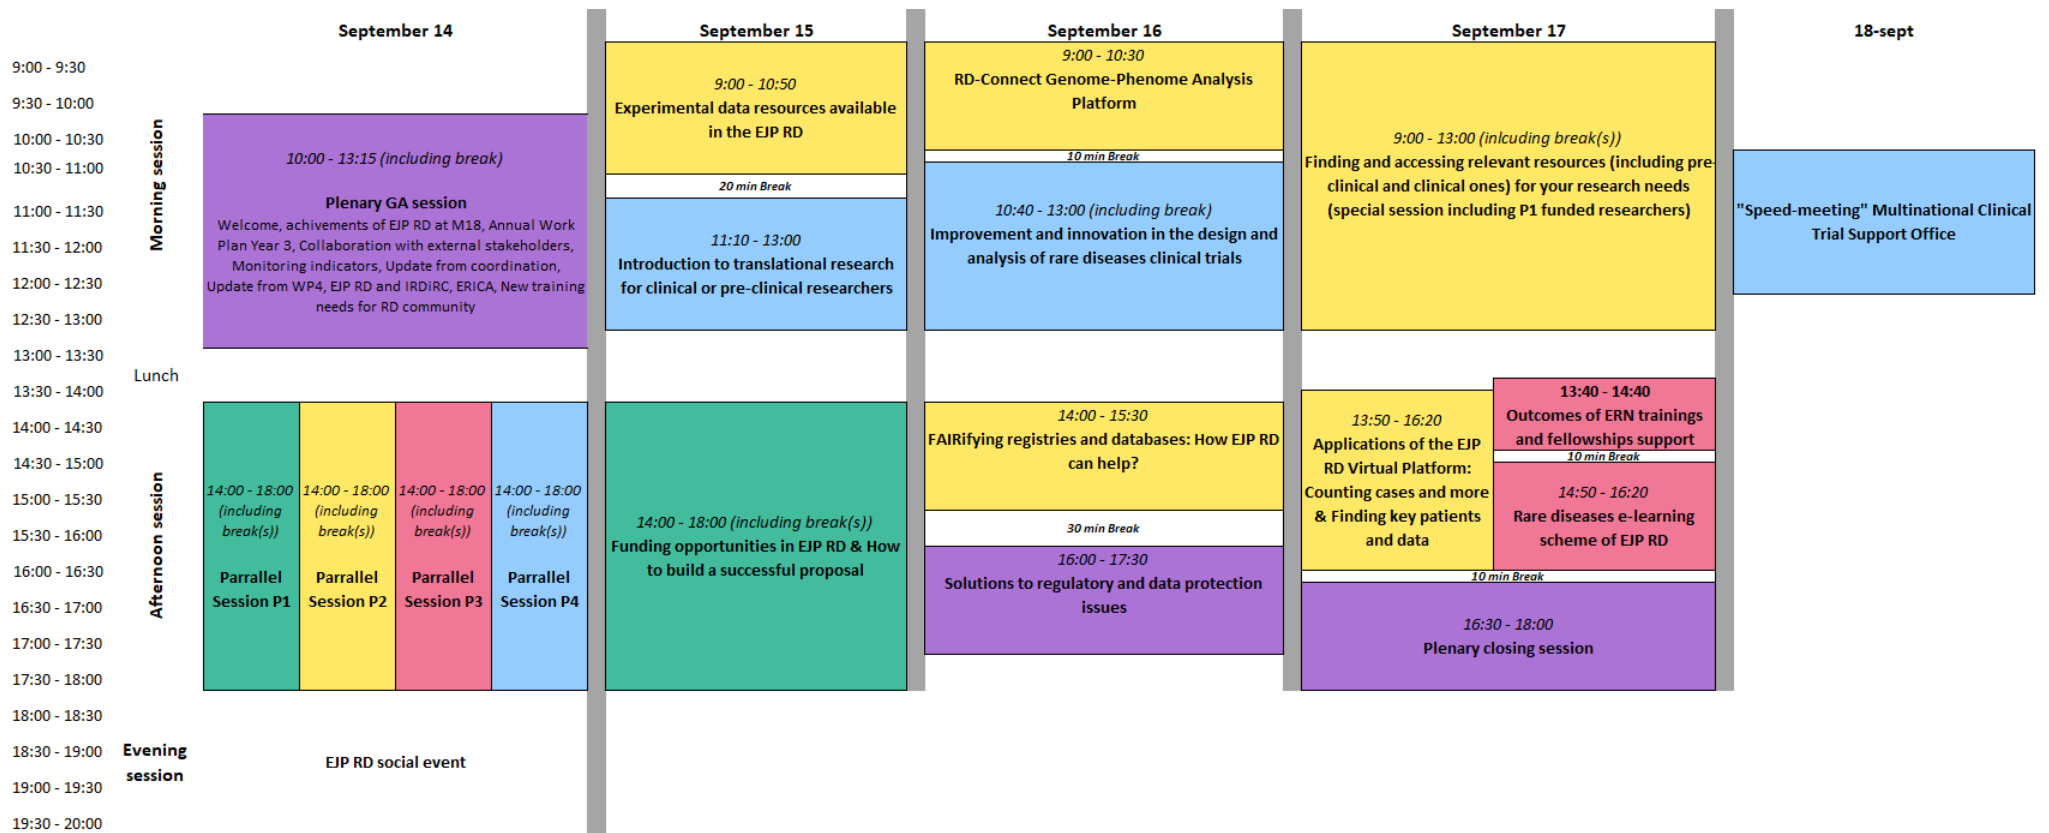 September 14
September 15
September 16
September 17
18-sept
9:00 - 9:30
9:30 - 10:00
10:00 - 10:30
10:30 - 11:00
11:00 - 11:30
11:30 - 12:00
12:00 - 12:30
12:30 - 13:00
13:00 - 13:30
13:30 - 14:00
14:00 - 14:30
14:30 - 15:00
15:00 - 15:30
15:30 - 16:00
16:00 - 16:30
16:30 - 17:00
17:00 - 17:30
17:30 - 18:00
18:00 - 18:30
18:30 - 19:00
19:00 - 19:30
19:30 - 20:00
Morning session
Lunch
Afternoon session
Evening
session
10:00 - 13:15 (including break)
Plenary GA session
Welcome, achivements of EJP RD at M18, Annual Work
Plan Year 3, Collaboration with external stakeholders,
Monitoring indicators, Update from coordination,
Update from WP4, EJP RD and IRDiRC, ERICA, New training
needs for RD community
14:00 - 18:00
(including
break(s))
Parrallel
Session P1
14:00 - 18:00
(including
break(s))
Parrallel
Session P2
14:00 - 18:00
(including
break(s))
Parrallel
Session P3
14:00 - 18:00
(including
break(s))
Parrallel
Session P4
EJP RD social event
9:00 - 10:50
Experimental data resources available
in the EJP RD
20 min Break
11:10 - 13:00
Introduction to translational research
for clinical or pre-clinical researchers
14:00 - 18:00 (including break(s))
Funding opportunities in EJP RD & How
to build a successful proposal
9:00 - 10:30
RD-Connect Genome-Phenome Analysis
Platform
10 min Break
10:40 - 13:00 (including break)
Improvement and innovation in the design and
analysis of rare diseases clinical trials
14:00 - 15:30
FAIRifying registries and databases: How EJP RD
can help?
30 min Break
16:00 - 17:30
Solutions to regulatory and data protection
issues
9:00 - 13:00 (inlcuding break(s))
Finding and accessing relevant resources (including pre-
clinical and clinical ones) for your research needs
(special session including P1 funded researchers)
13:50 - 16:20
Applications of the EJP
RD Virtual Platform:
Counting cases and more
& Finding key patients
and data
13:40 - 14:40
Outcomes of ERN trainings
and fellowships support
10 min Break
14:50 - 16:20
Rare diseases e-learning
scheme of EJP RD
10 min Break
16:30 - 18:00
Plenary closing session
"Speed-meeting" Multinational Clinical
Trial Support Office